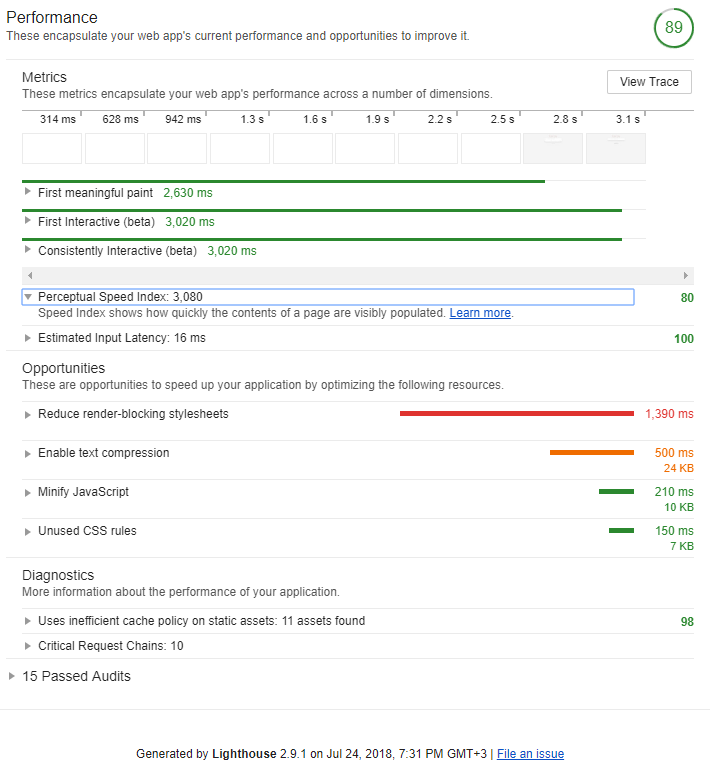 Performance
These encapsulate your web app's current performance and opportunities to improve it.
89
Metrics
These metrics encapsulate your web app's performance across a number of dimensions.
View Trace
314 ms 628 ms 942 ms 1.3 s 1.6 s 1.9 s 2.2 s 2.5 s 2.8 s 3.1 s
First meaningful paint 2,630 ms
First Interactive (beta) 3,020 ms
Consistently Interactive (beta) 3,020 ms
Perceptual Speed Index: 3,080 80
Speed Index shows how quickly the contents of a page are visibly populated. Learn more.
Estimated Input Latency: 16 ms 100
Opportunities
These are opportunities to speed up your application by optimizing the following resources.
Reduce render-blocking stylesheets 1,390 ms
Enable text compression 500 ms
24 KB
Minify JavaScript 210 ms
10 KB
Unused CSS rules 150 ms
7 KB
Diagnostics
More information about the performance of your application.
Uses inefficient cache policy on static assets: 11 assets found 98
Critical Request Chains: 10
15 Passed Audits
Generated by Lighthouse 2.9.1 on Jul 24, 2018, 7:31 PM GMT+3 | File an issue